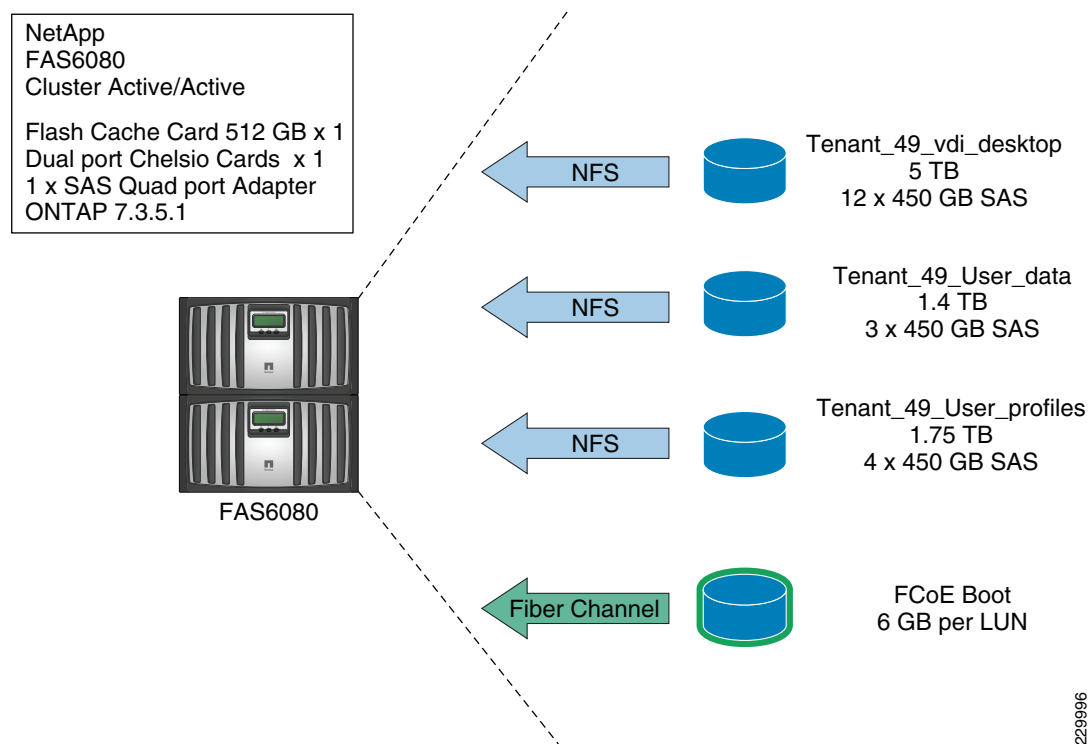 NetApp
FAS6080
Cluster Active/Active
Flash Cache Card 512 GB x 1
Dual port Chelsio Cards x 1
1 x SAS Quad port Adapter
ONTAP 7.3.5.1
NFS
Tenant_49_vdi_desktop
5 TB
12 x 450 GB SAS
NFS
Tenant_49_User_data
1.4 TB
3 x 450 GB SAS
NFS
Tenant_49_User_profiles
1.75 TB
4 x 450 GB SAS
FAS6080
Fiber Channel
FCoE Boot
6 GB per LUN
229996